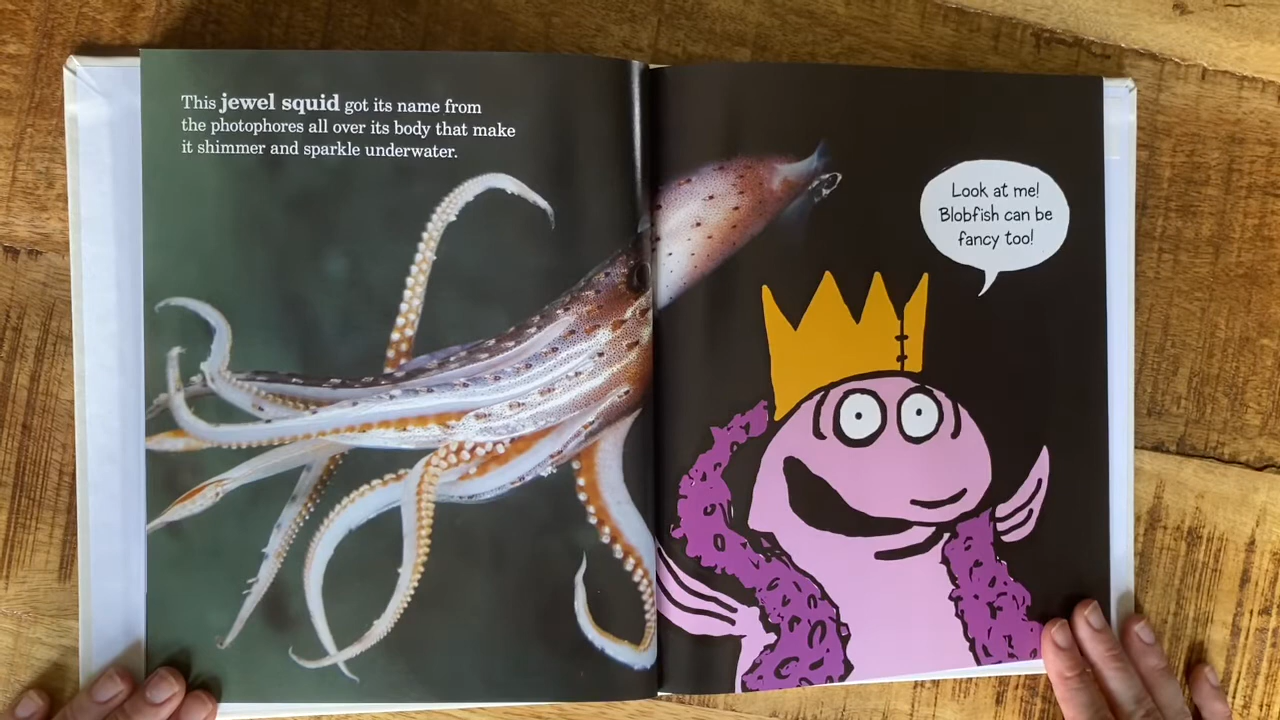 This jewel squid got its name from
the photophores all over its body that make
it shimmer and sparkle underwater.
Look at me!
Blobfish can be
fancy too!